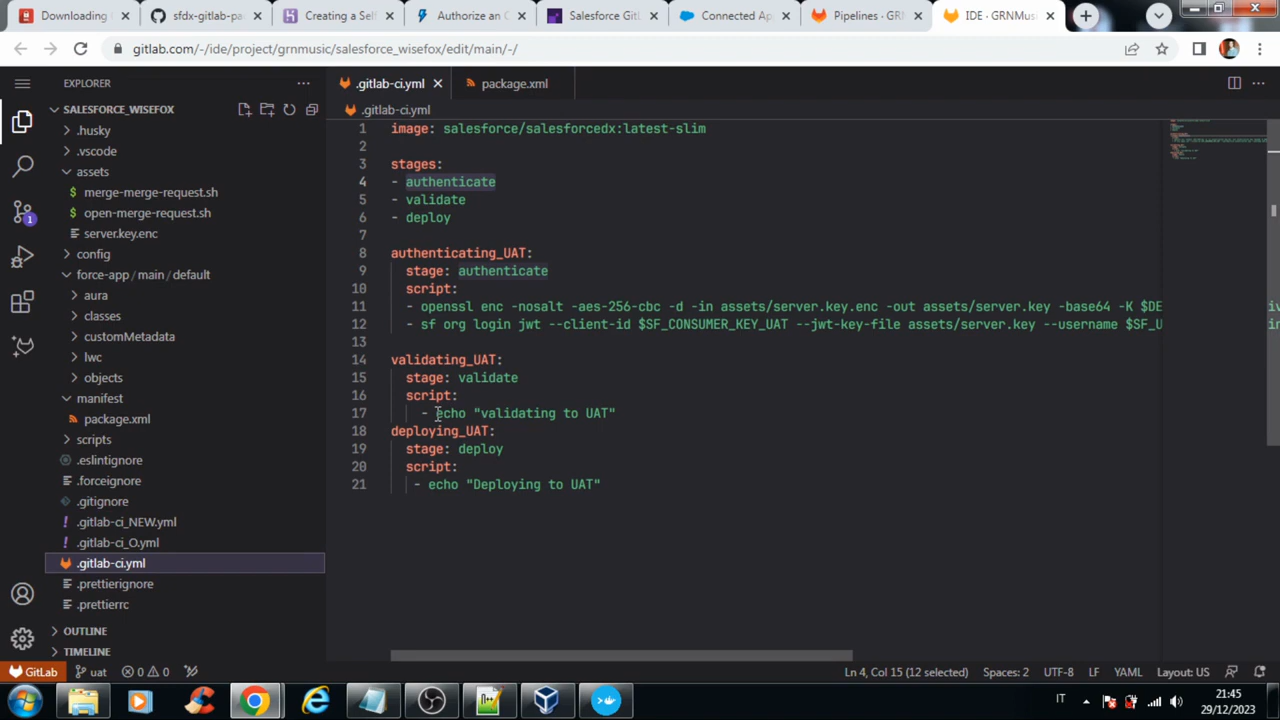 Downloading
sfdx-gitlab-pa
Creating a Self
Authorize an C
Salesforce GitL
Connected App
Pipelines · GRN
IDE · GRNMus
gitlab.com/-/ide/project/grnmusic/salesforce_wisefox/edit/main/-/
EXPLORER
.gitlab-ci.yml
package.xml
SALESFORCE_WISEFOX
.gitlab-ci.yml
.husky
.vscode
assets
merge-merge-request.sh
open-merge-request.sh
server.key.enc
config
force-app / main / default
aura
classes
customMetadata
lwc
objects
manifest
package.xml
scripts
.eslintignore
.forceignore
.gitignore
.gitlab-ci_NEW.yml
.gitlab-ci_O.yml
.gitlab-ci.yml
.prettierignore
.prettierrc
OUTLINE
TIMELINE
1 image: salesforce/salesforcedx:latest-slim
2
3 stages:
4 - authenticate
5 - validate
6 - deploy
7
8 authenticating_UAT:
9 stage: authenticate
10 script:
11 - openssl enc -nosalt -aes-256-cbc -d -in assets/server.key.enc -out assets/server.key -base64 -K $DE
12 - sf org login jwt --client-id $SF_CONSUMER_KEY_UAT --jwt-key-file assets/server.key --username $SF_U
13
14 validating_UAT:
15 stage: validate
16 script:
17 - echo "validating to UAT"
18 deploying_UAT:
19 stage: deploy
20 script:
21 - echo "Deploying to UAT"
GitLab
uat
0
0
Ln 4, Col 15 (12 selected)
Spaces: 2
UTF-8
LF
YAML
Layout: US
1
IT
21:45
29/12/2023